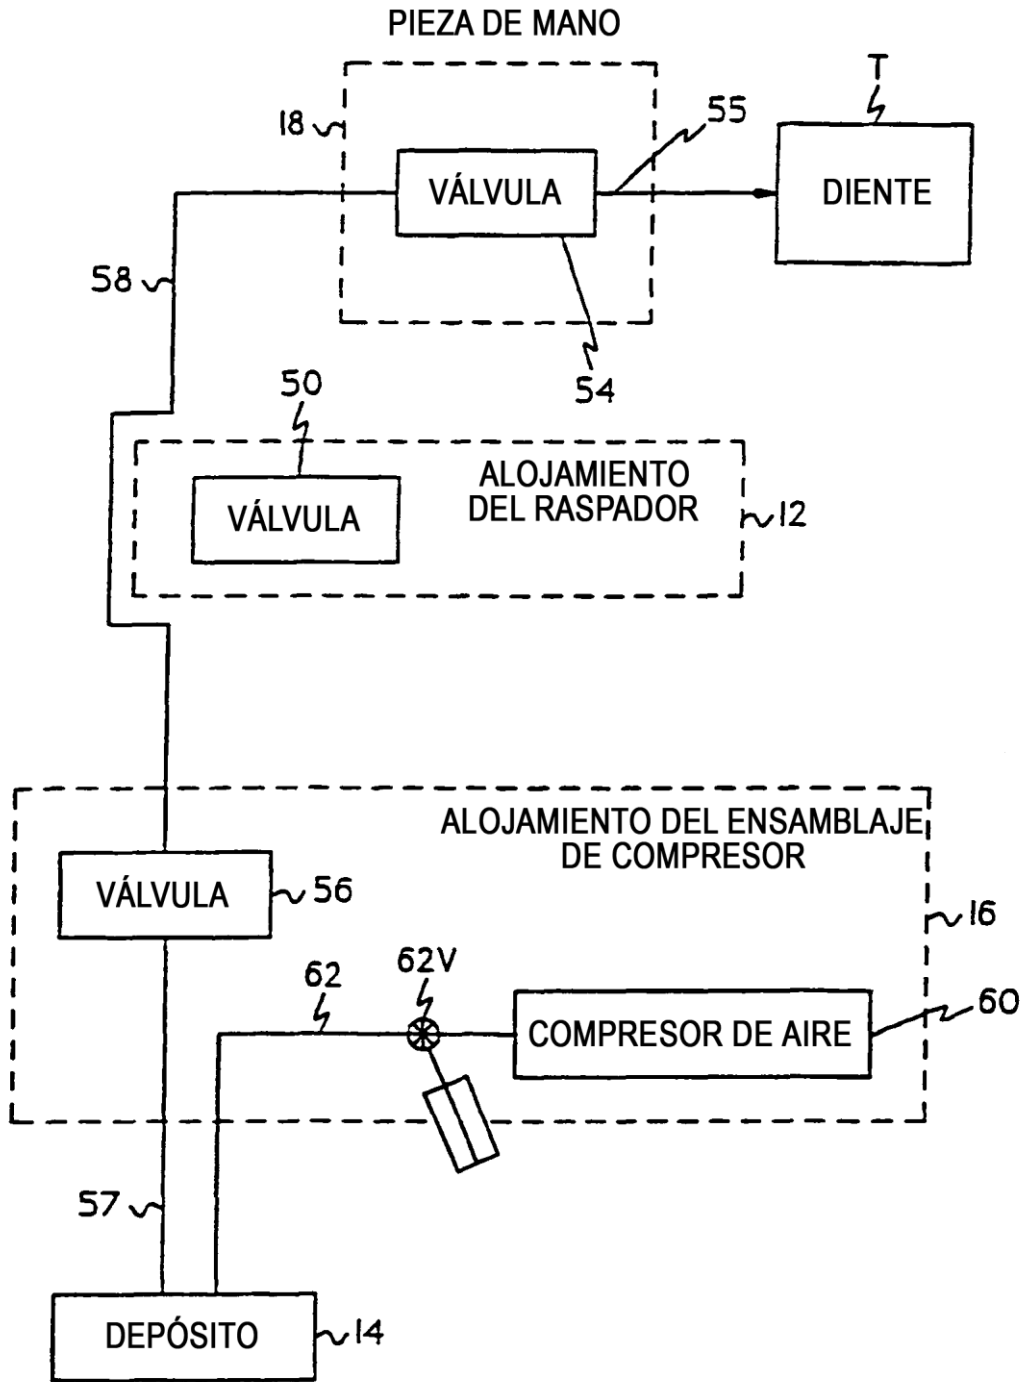 PIEZA DE MANO
T
55
18
VÁLVULA
DIENTE
58
54
50
ALOJAMIENTO
DEL RASPADOR
VÁLVULA
12
ALOJAMIENTO DEL ENSAMBLAJE
DE COMPRESOR
VÁLVULA
56
16
62
62V
60
COMPRESOR DE AIRE
57
DEPÓSITO
14